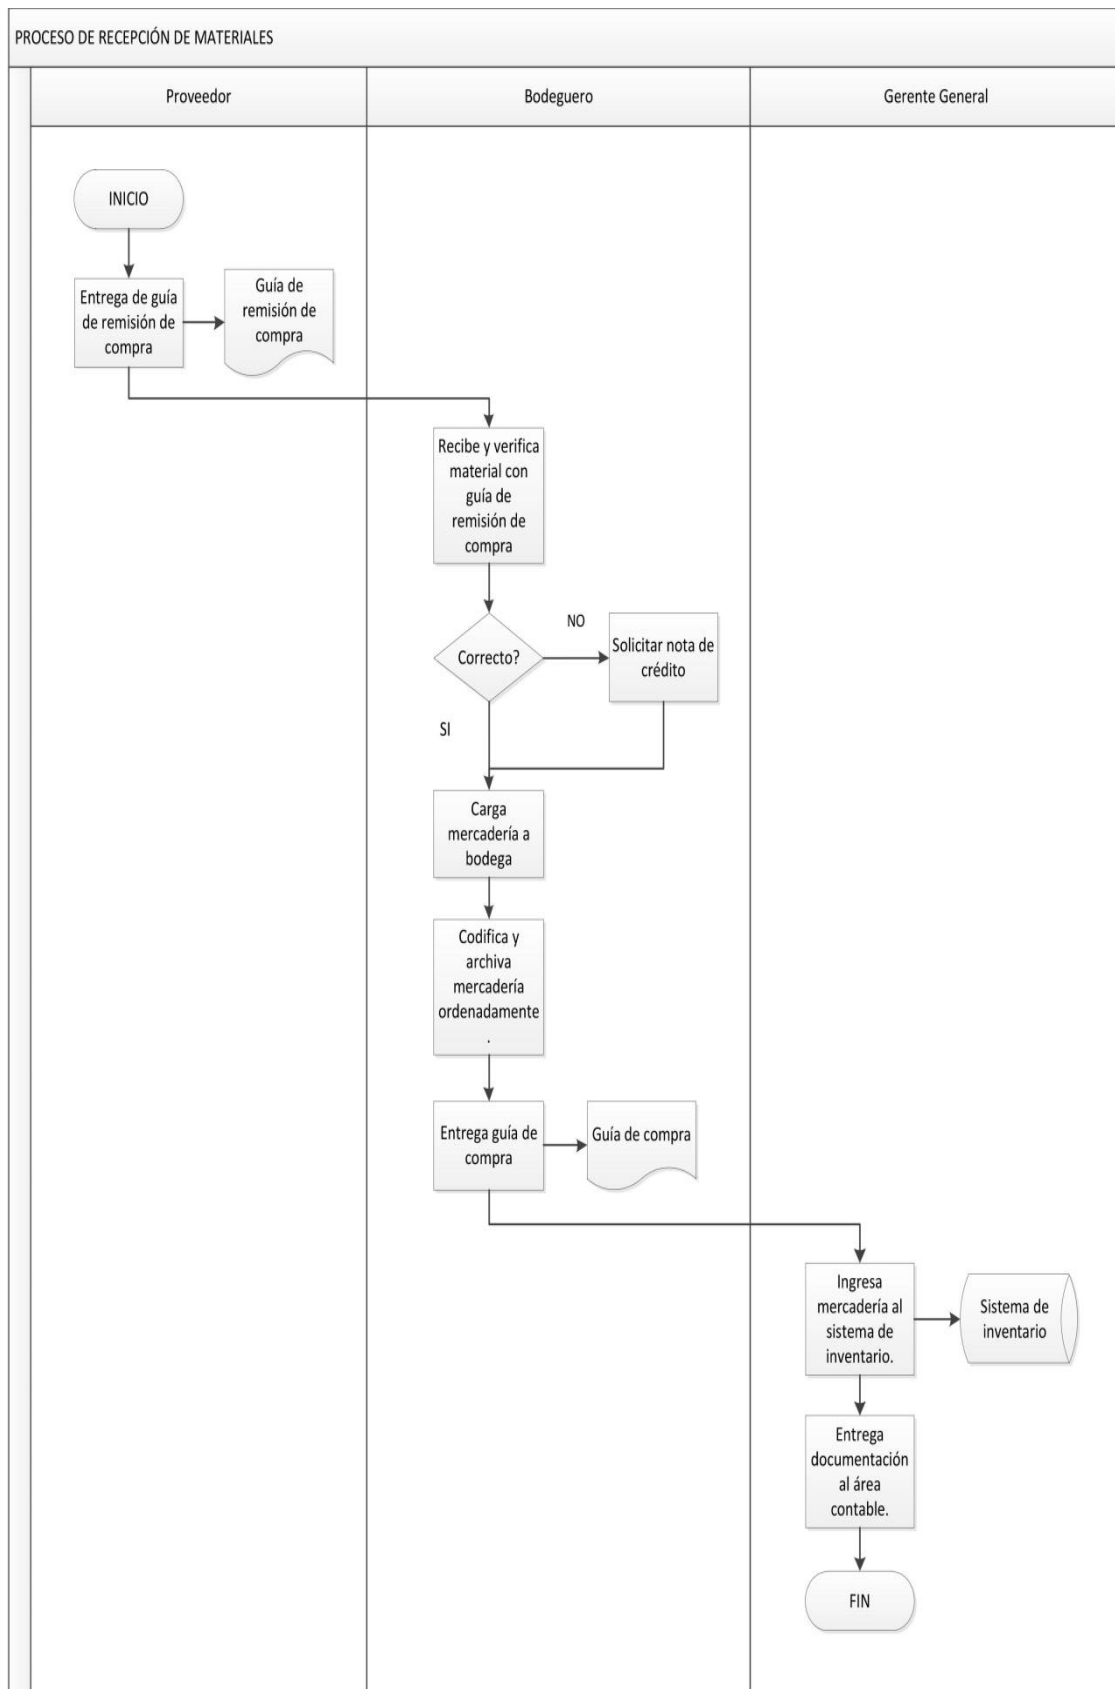 PROCESO DE RECEPCIÓN DE MATERIALES
Proveedor
Bodeguero
Gerente General
INICIO
Entrega de guía
de remisión de
compra
Guía de
remisión de
compra
Recibe y verifica
material con
guía de
remisión de
compra
Correcto?
NO
Solicitar nota de
crédito
SI
Carga
mercadería a
bodega
Codifica y
archiva
mercadería
ordenadamente
.
Entrega guía de
compra
Guía de compra
Ingresa
mercadería al
sistema de
inventario.
Sistema de
inventario
Entrega
documentación
al área
contable.
FIN